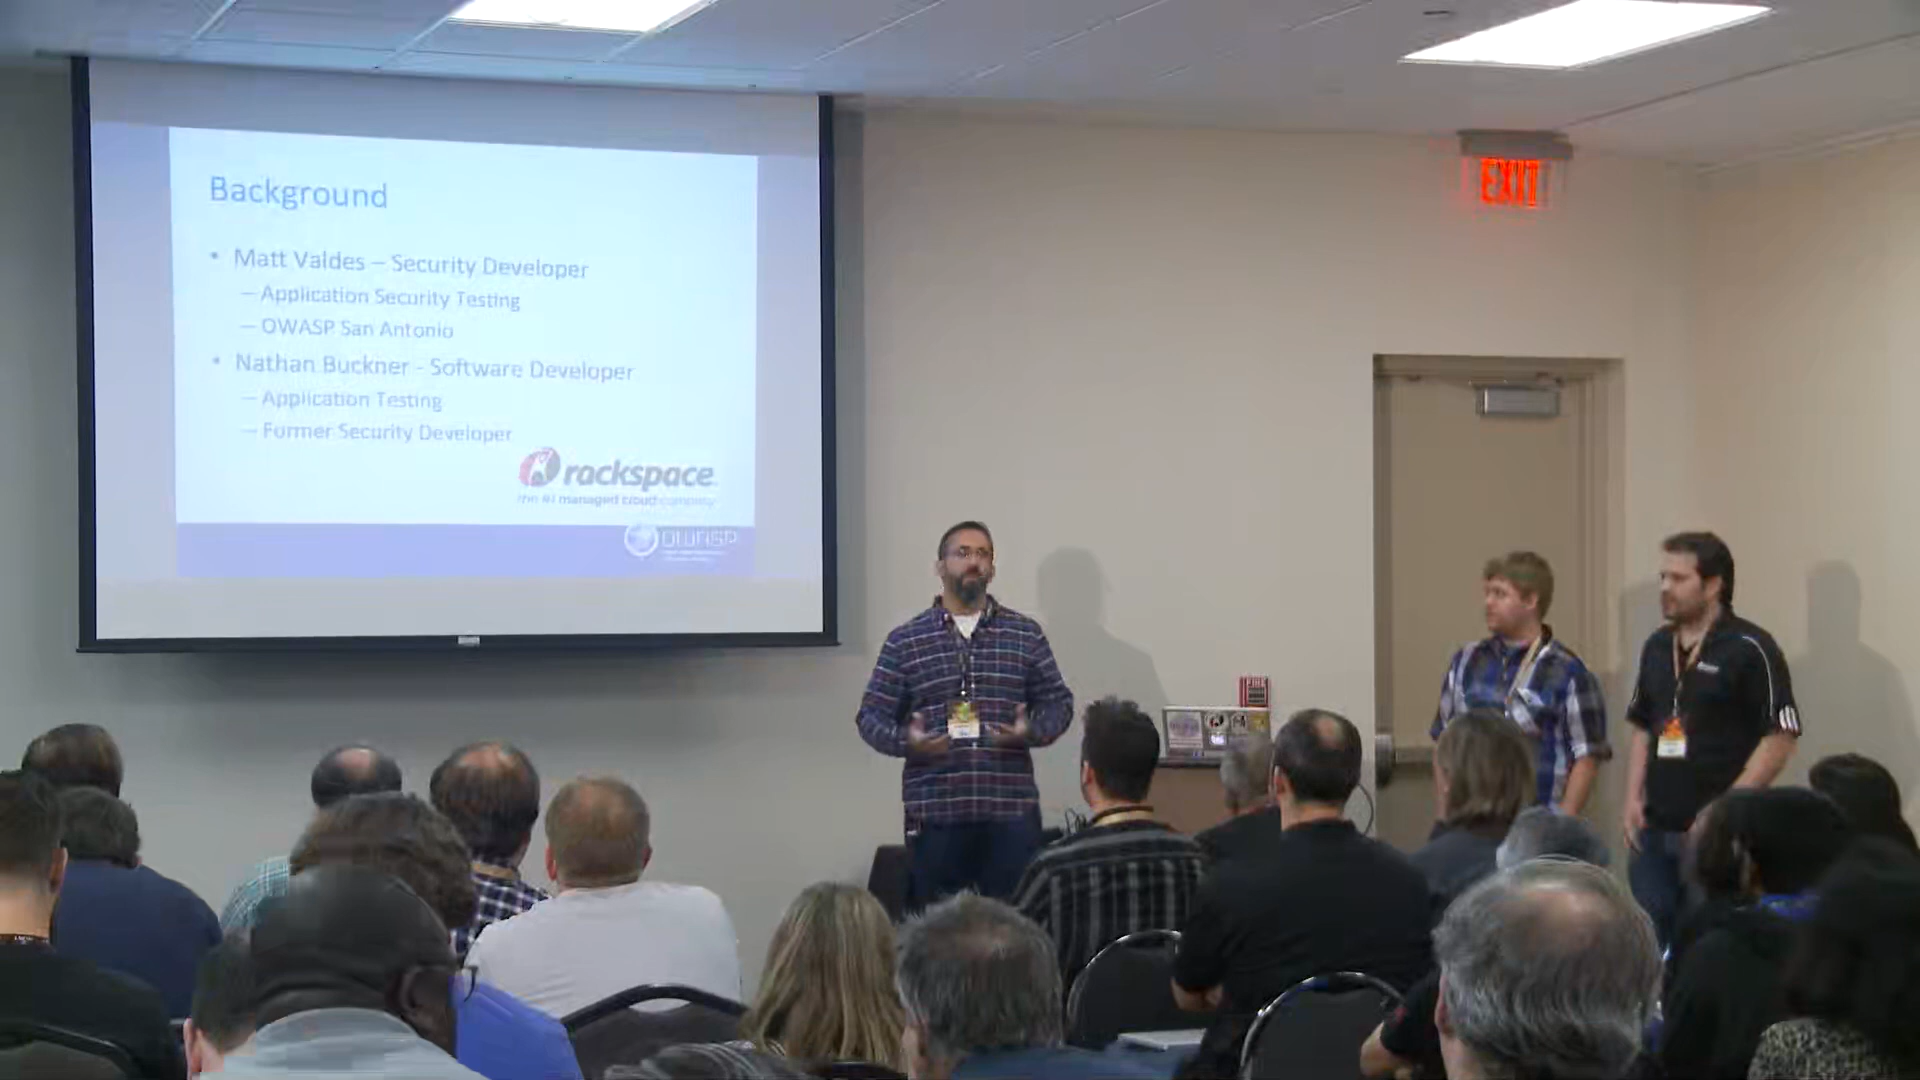 Background
• Matt Valdes – Security Developer
– Application Security Testing
– OWASP San Antonio
• Nathan Buckner - Software Developer
– Application Testing
– Former Security Developer
rackspace
the #1 managed cloud company
OWASP
EXIT
FIRE